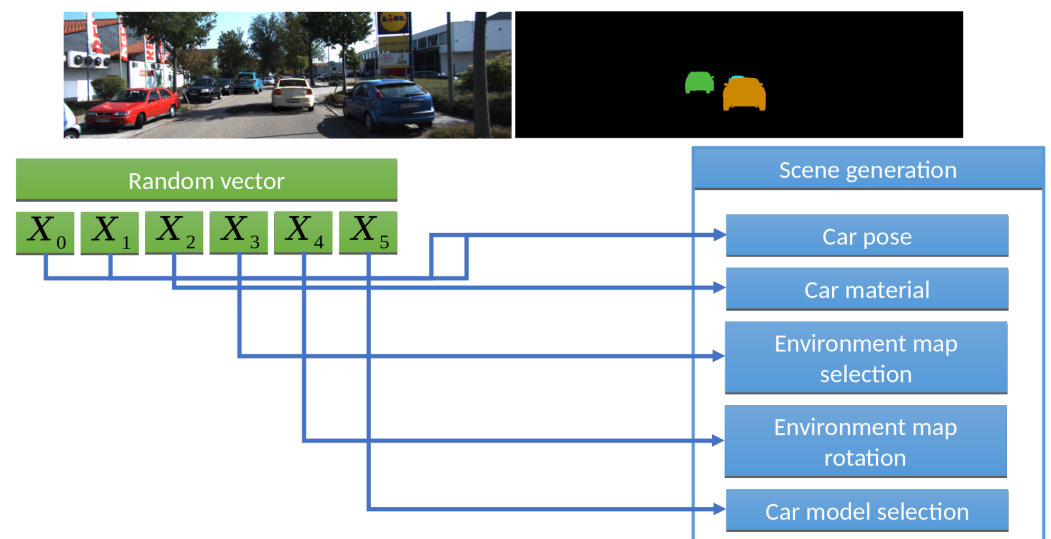 LIDL
Random vector
Scene generation
X0 X1 X2 X3 X4 X5
Car pose
Car material
Environment map
selection
Environment map
rotation
Car model selection